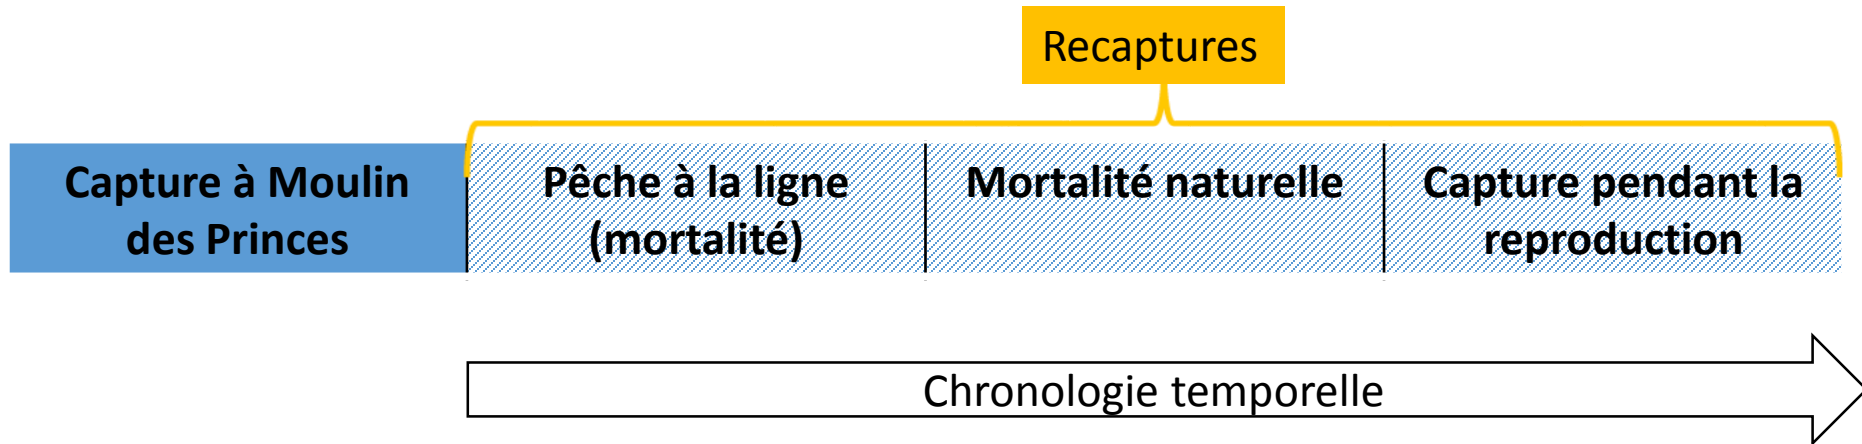 Recaptures
Capture à Moulin
des Princes
Pêche à la ligne
(mortalité)
Mortalité naturelle
Capture pendant la
reproduction
Chronologie temporelle